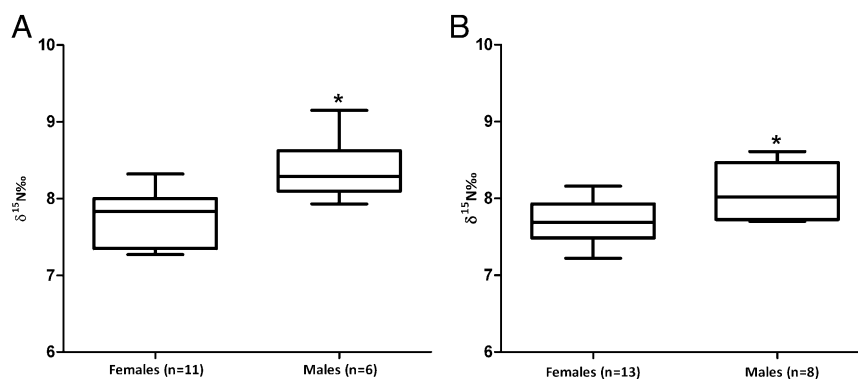 A
10
9
8
7
6
δ¹⁵N‰
*
Females (n=11)
Males (n=6)
B
10
9
8
7
6
δ¹⁵N‰
*
Females (n=13)
Males (n=8)